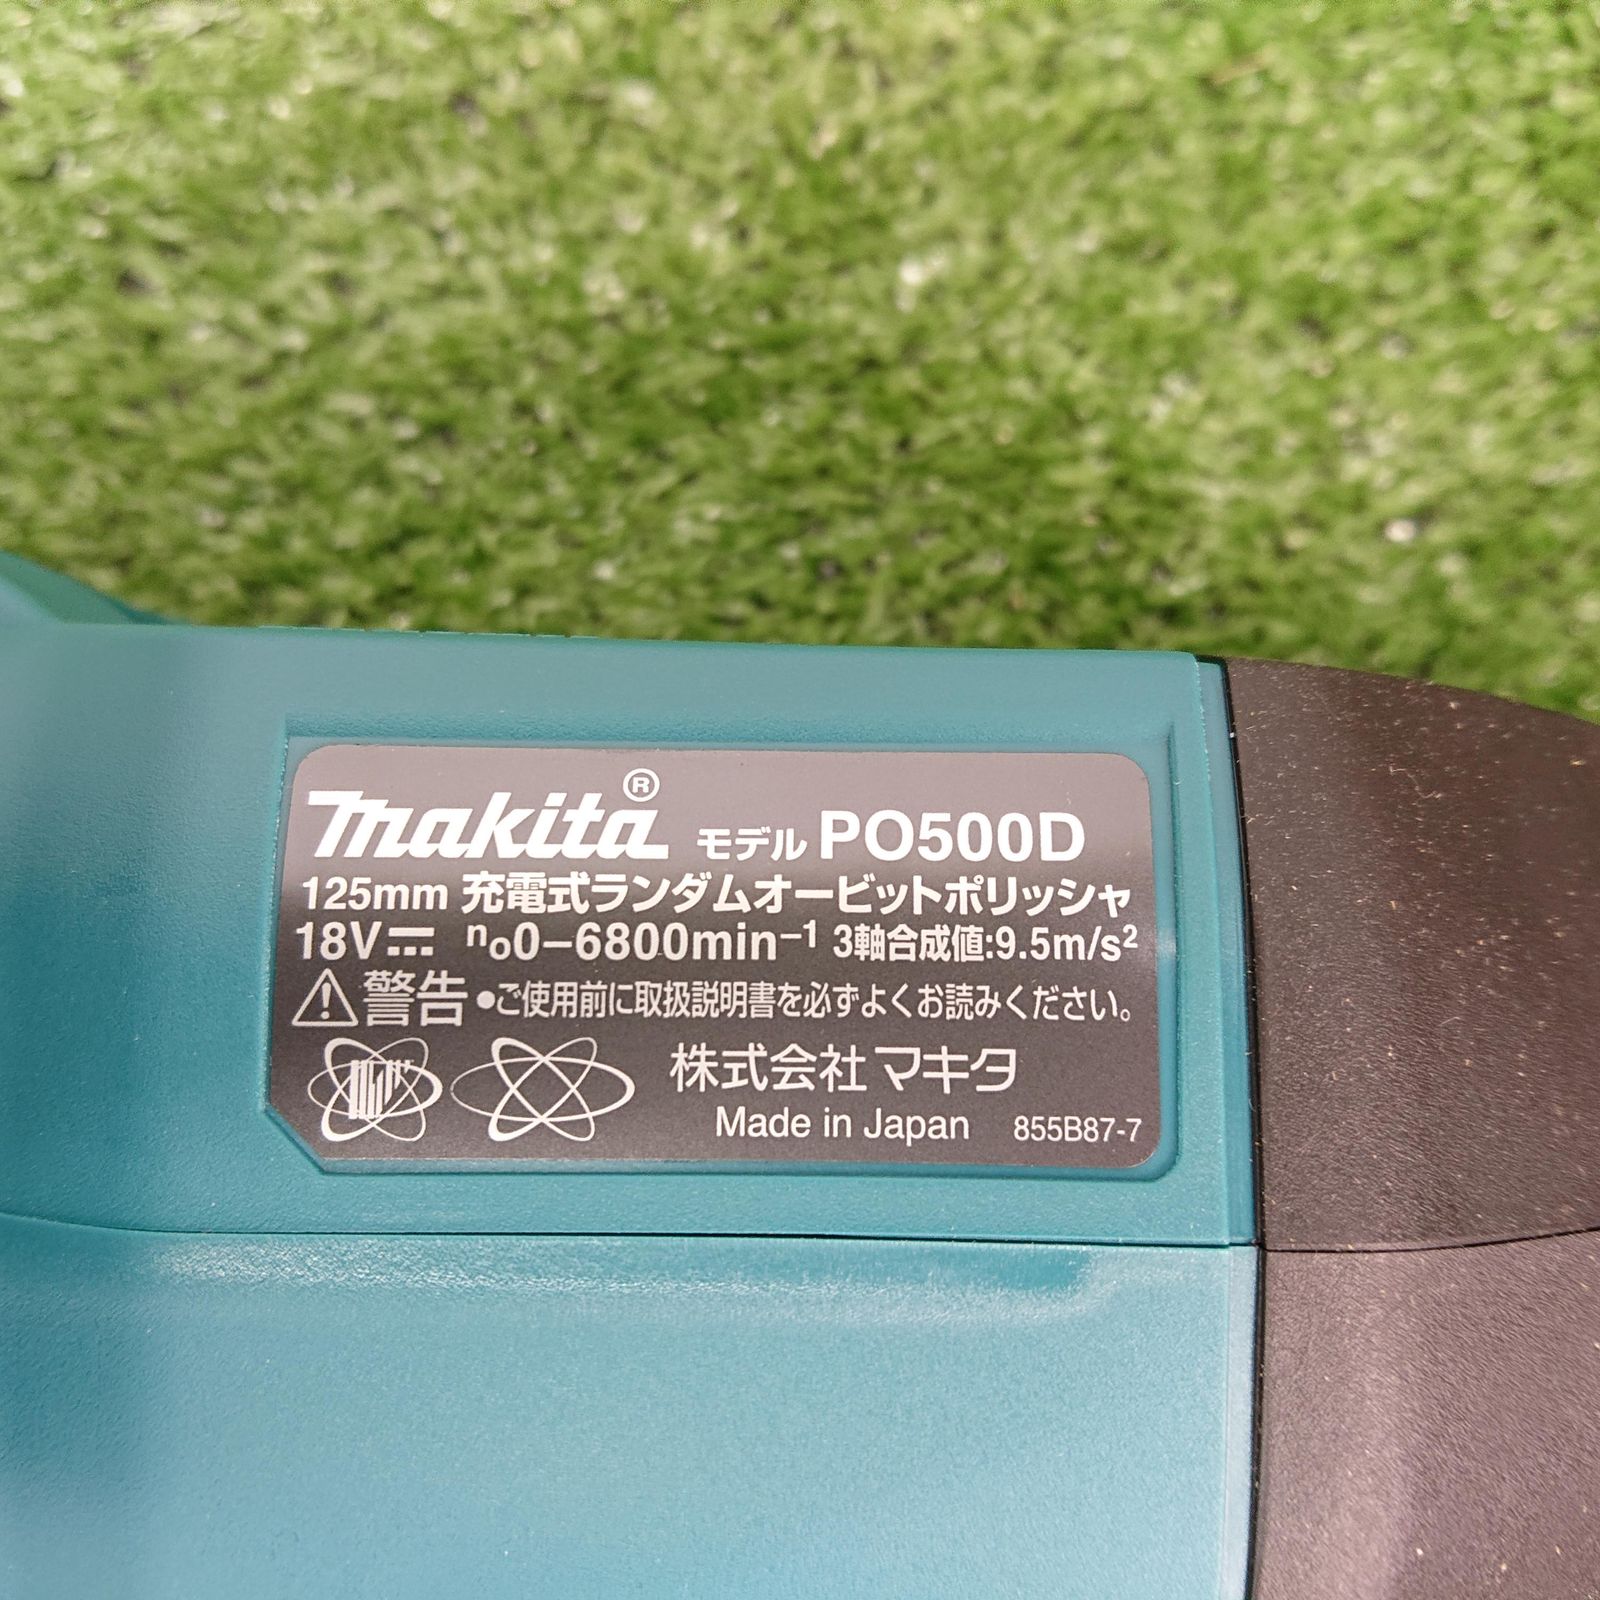 makita® モデル PO500D
125mm 充電式ランダムオービットポリッシャ
18V⎓ n₀0–6800min⁻¹ 3軸合成値:9.5m/s²
⚠警告 ●ご使用前に取扱説明書を必ずよくお読みください。
株式会社マキタ
Made in Japan 855B87-7